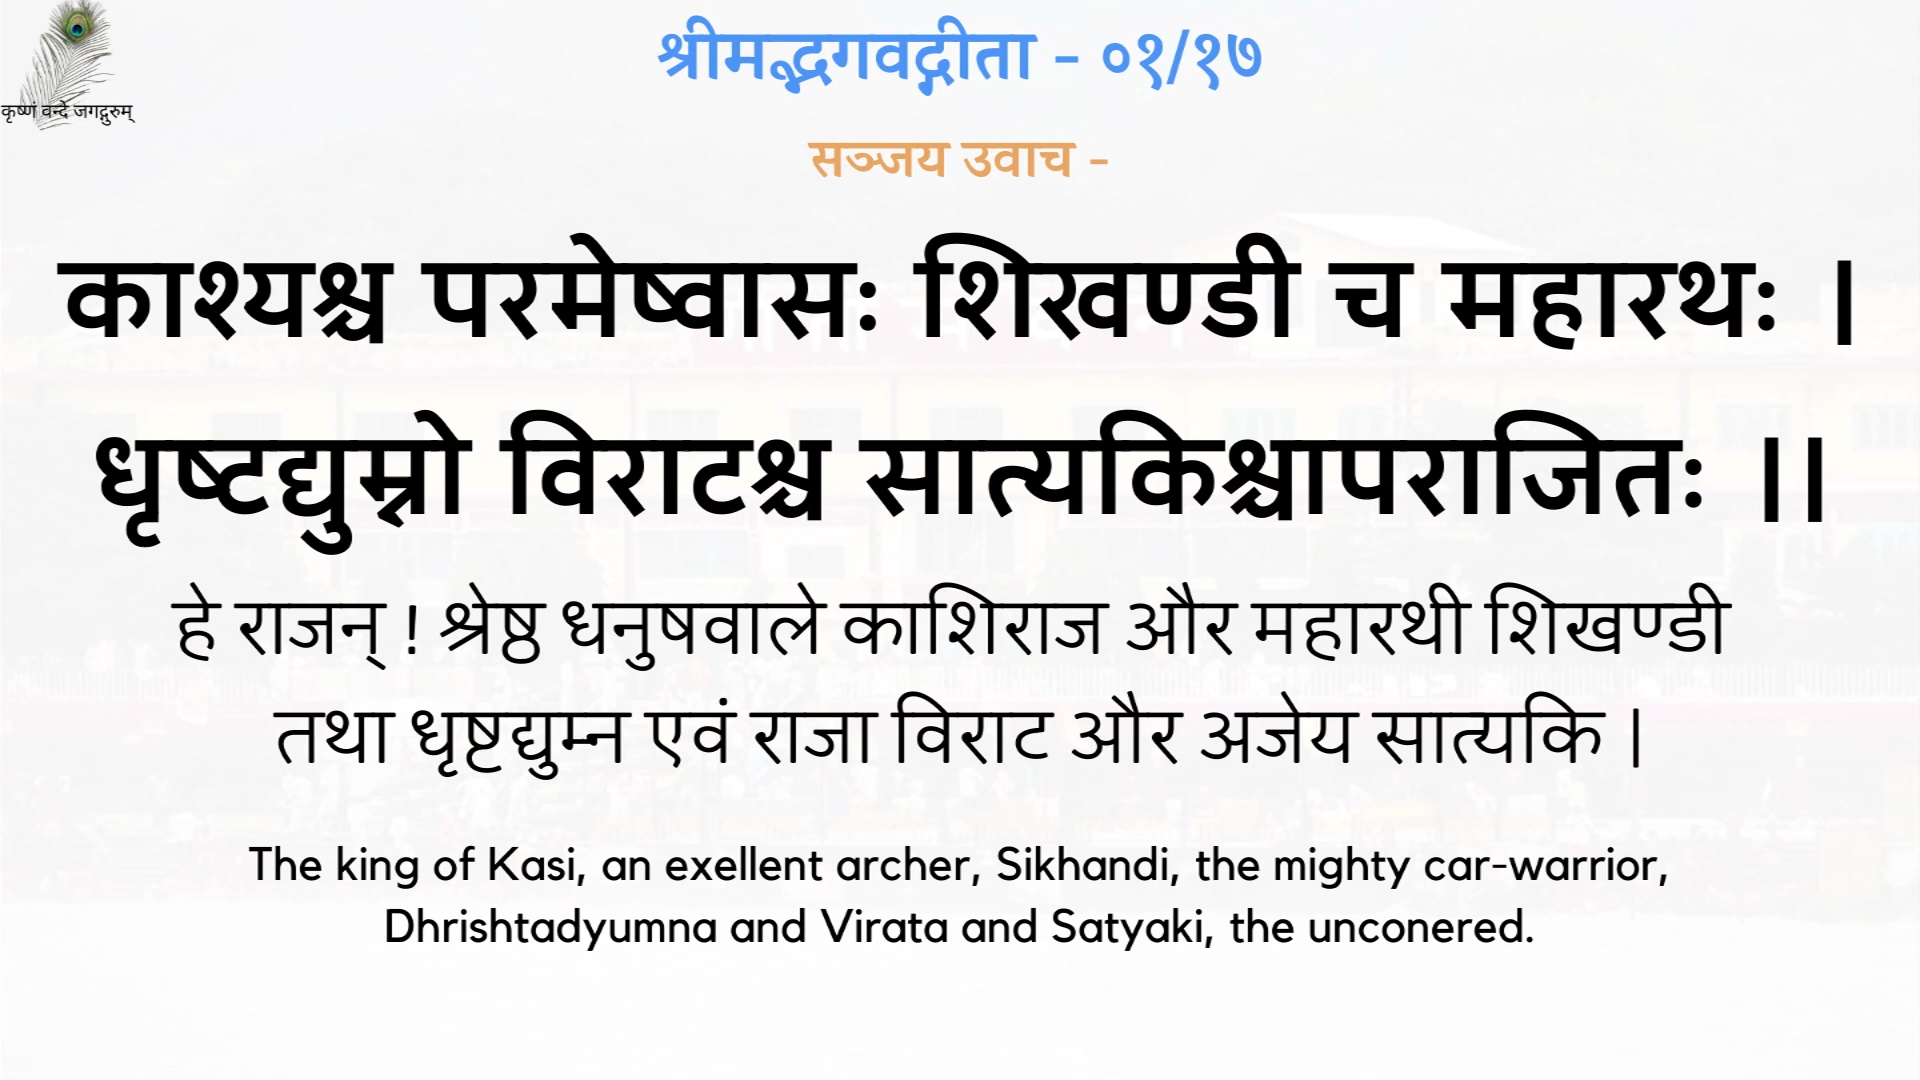 श्रीमद्भगवद्गीता - ०१/१७
कृष्णं वन्दे जगद्गुरुम्
सञ्जय उवाच -
काश्यश्च परमेष्वासः शिखण्डी च महारथः ।
धृष्टद्युम्नो विराटश्च सात्यकिश्चापराजितः ।।
हे राजन् ! श्रेष्ठ धनुषवाले काशिराज और महारथी शिखण्डी
तथा धृष्टद्युम्न एवं राजा विराट और अजेय सात्यकि |
The king of Kasi, an exellent archer, Sikhandi, the mighty car-warrior,
Dhrishtadyumna and Virata and Satyaki, the unconered.